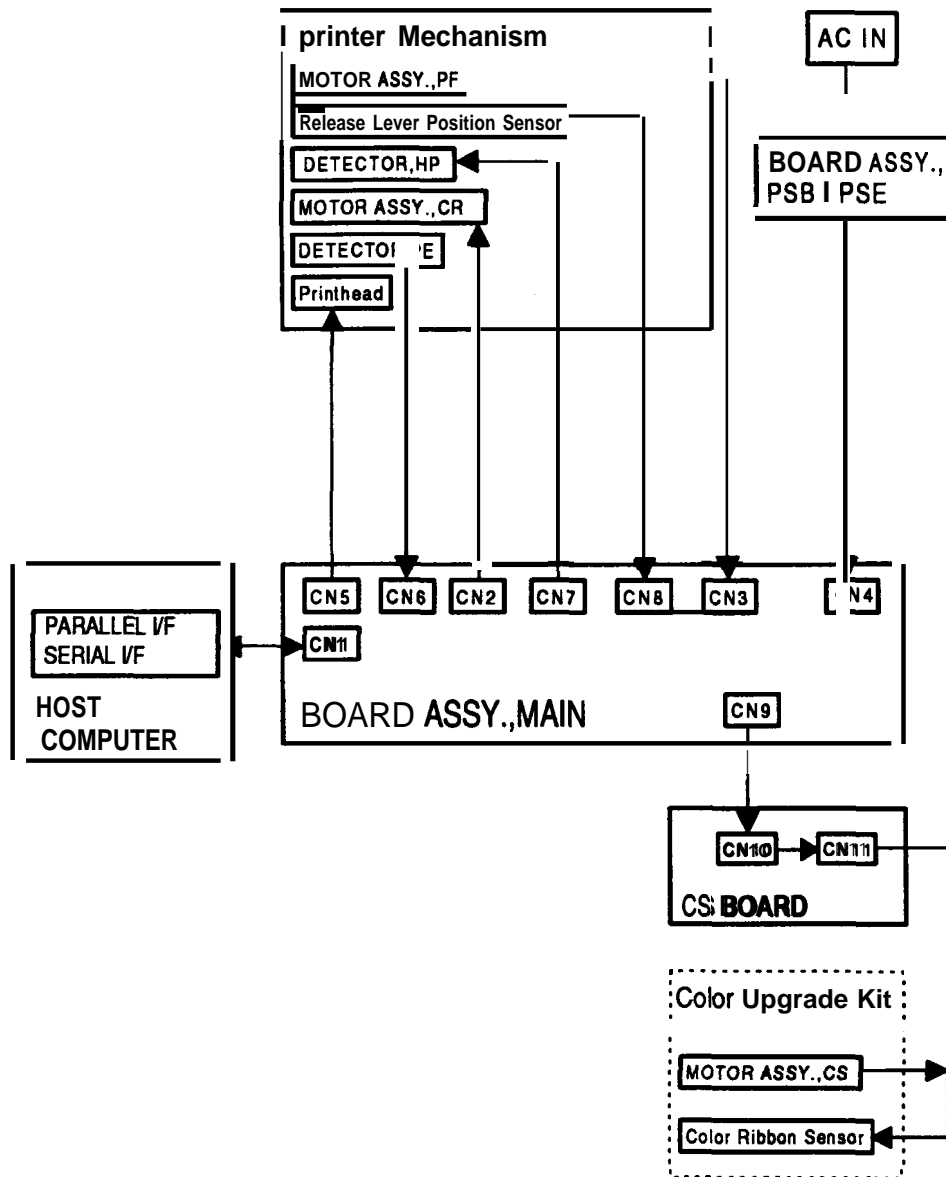 printer Mechanism
AC IN
MOTOR ASSY.,PF
Release Lever Position Sensor
DETECTOR,HP
MOTOR ASSY.,CR
PE
Printhead
BOARD ASSY.,
PSB I PSE
CN5 CN6 CN2 CN7 CN8 CN3 N4
CN11
PARALLEL I/F
SERIAL I/F
HOST
COMPUTER
BOARD ASSY.,MAIN
CN9
CN10 CN11
CS BOARD
Color Upgrade Kit
MOTOR ASSY.,CS
Color Ribbon Sensor